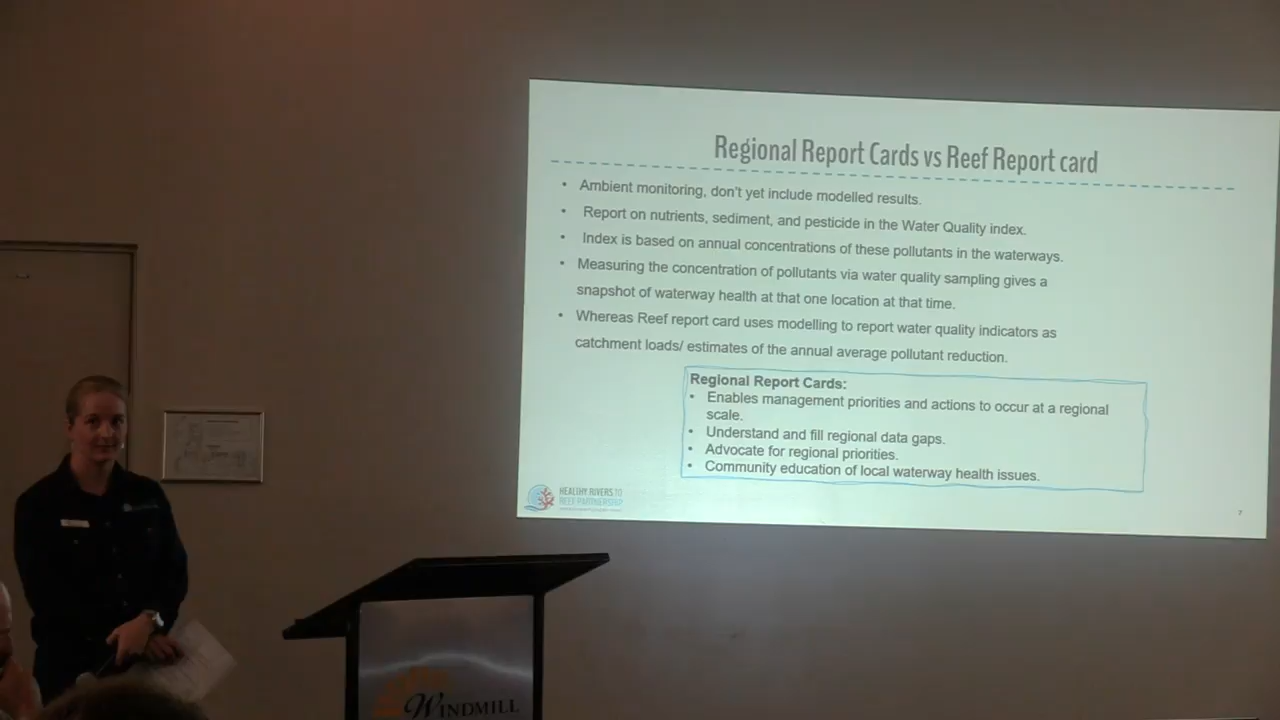 Regional Report Cards vs Reef Report card
• Ambient monitoring, don't yet include modelled results.
• Report on nutrients, sediment, and pesticide in the Water Quality index.
• Index is based on annual concentrations of these pollutants in the waterways.
• Measuring the concentration of pollutants via water quality sampling gives a
snapshot of waterway health at that one location at that time.
• Whereas Reef report card uses modelling to report water quality indicators as
catchment loads/ estimates of the annual average pollutant reduction.
Regional Report Cards:
• Enables management priorities and actions to occur at a regional
scale.
• Understand and fill regional data gaps.
• Advocate for regional priorities.
• Community education of local waterway health issues.
HEALTHY RIVERS TO
REEF PARTNERSHIP
7
WINDMILL